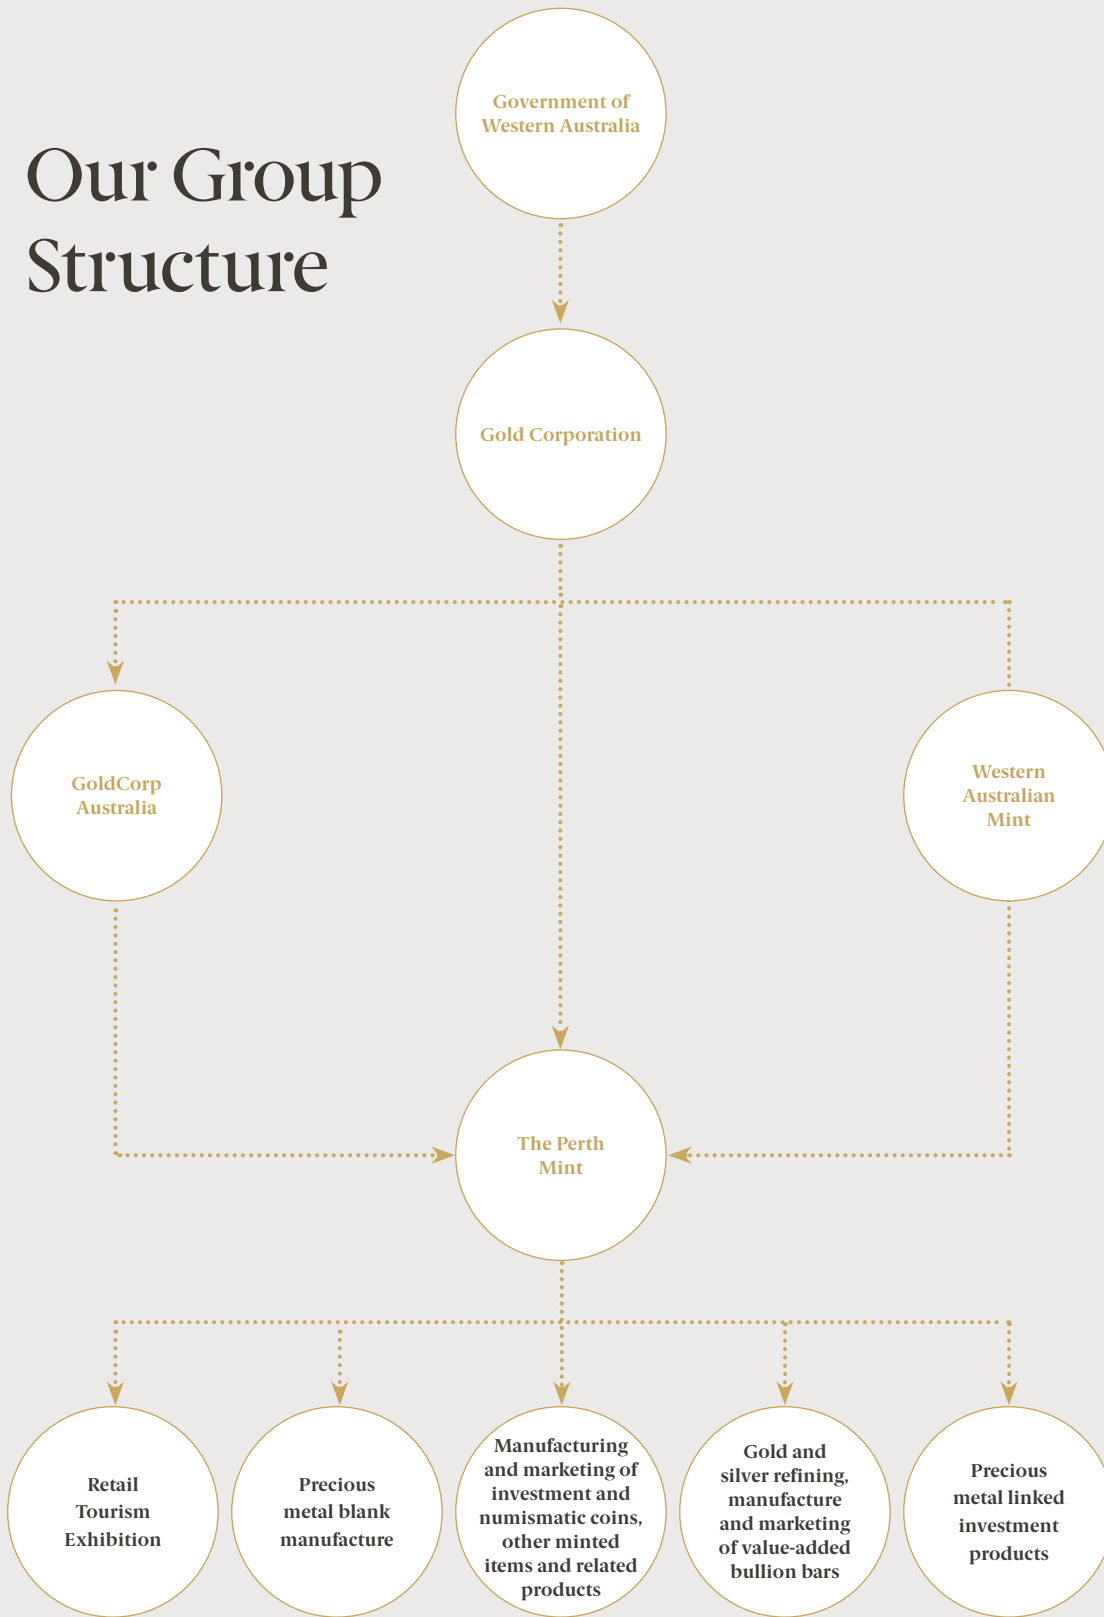 Government of
Western Australia
Our Group
Structure
Gold Corporation
GoldCorp
Australia
Western
Australian
Mint
The Perth
Mint
Retail
Tourism
Exhibition
Precious
metal blank
manufacture
Manufacturing
and marketing of
investment and
numismatic coins,
other minted
items and related
products
Gold and
silver refining,
manufacture
and marketing
of value-added
bullion bars
Precious
metal linked
investment
products